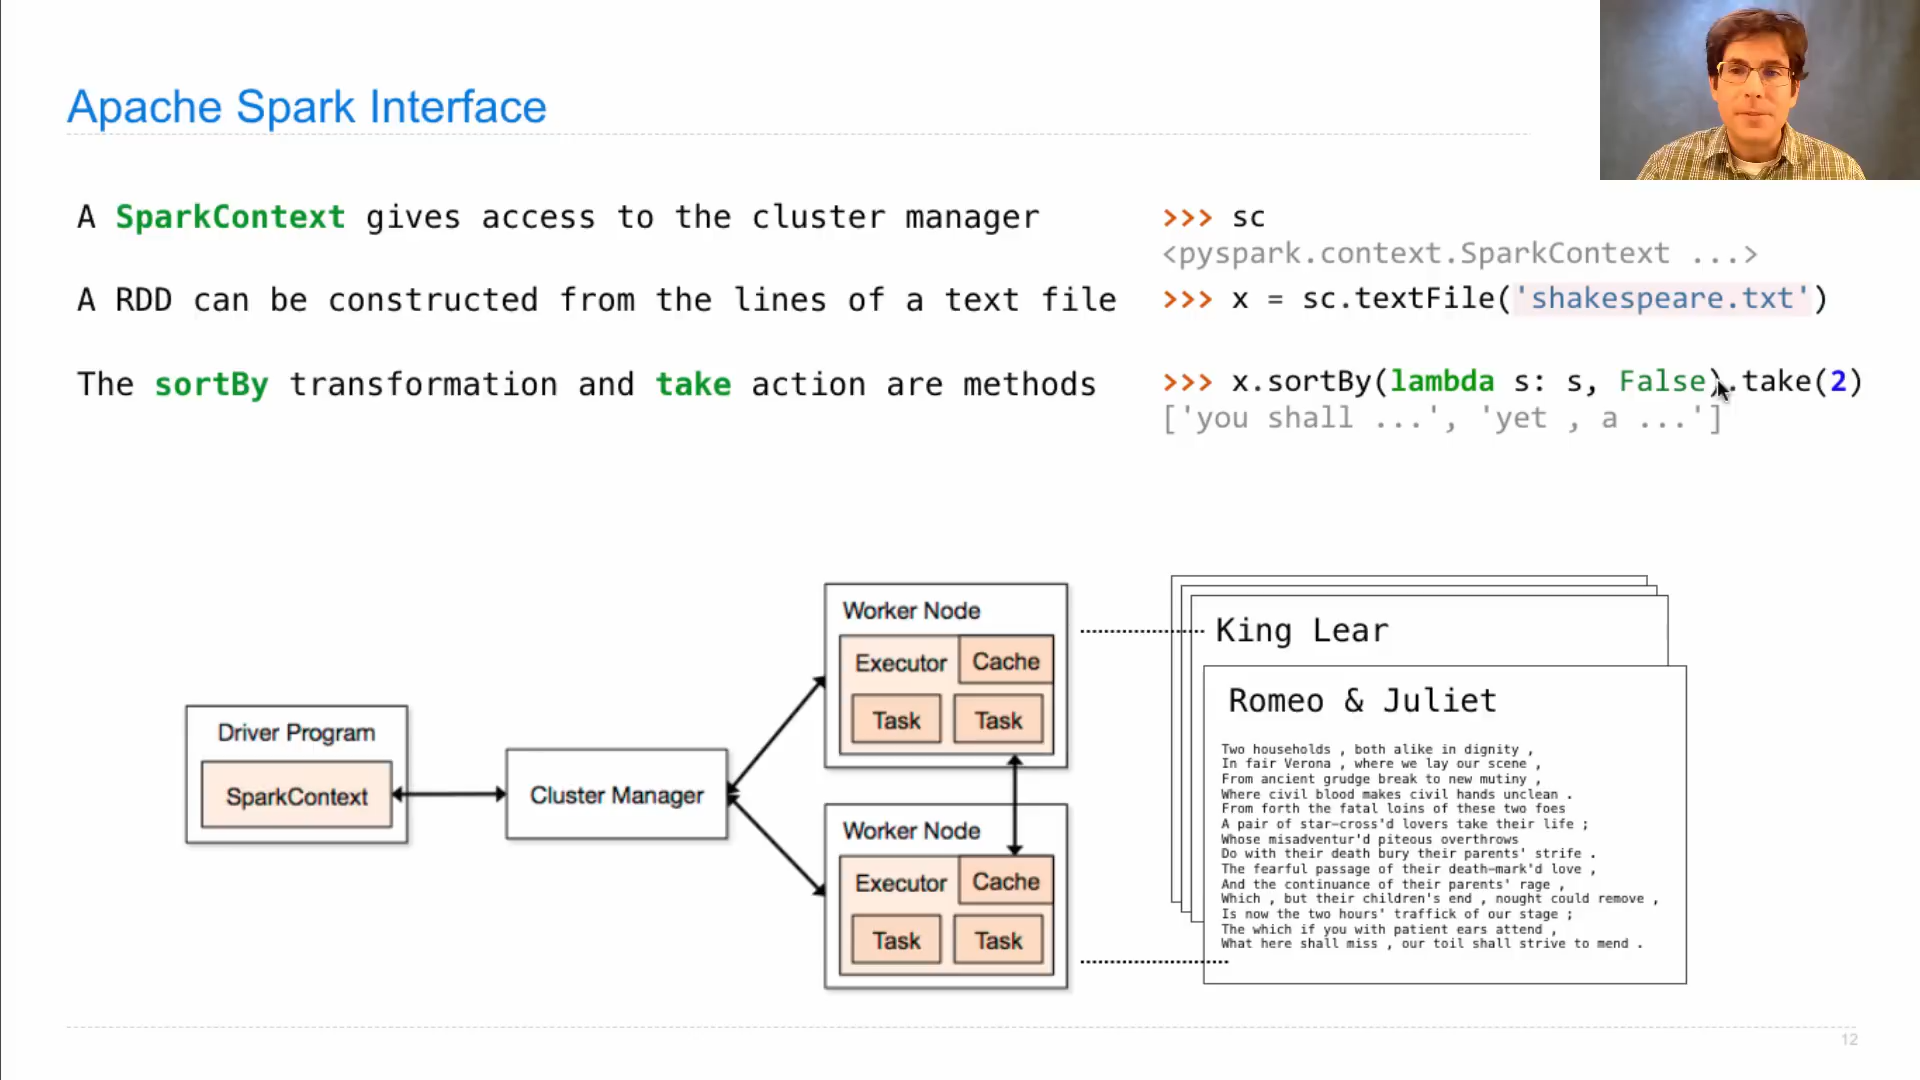 Apache Spark Interface
A SparkContext gives access to the cluster manager
>>> sc
<pyspark.context.SparkContext ...>
A RDD can be constructed from the lines of a text file
>>> x = sc.textFile('shakespeare.txt')
The sortBy transformation and take action are methods
>>> x.sortBy(lambda s: s, False).take(2)
['you shall ...', 'yet , a ...']
Driver Program
SparkContext
Cluster Manager
Worker Node
Executor
Cache
Task
Task
Worker Node
Executor
Cache
Task
Task
King Lear
Romeo & Juliet
Two households , both alike in dignity ,
In fair Verona , where we lay our scene ,
From ancient grudge break to new mutiny ,
Where civil blood makes civil hands unclean .
From forth the fatal loins of these two foes
A pair of star-cross'd lovers take their life ;
Whose misadventur'd piteous overthrows
Do with their death bury their parents' strife .
The fearful passage of their death-mark'd love ,
And the continuance of their parents' rage ,
Which , but their children's end , nought could remove ,
Is now the two hours' traffick of our stage ;
The which if you with patient ears attend ,
What here shall miss , our toil shall strive to mend .
12